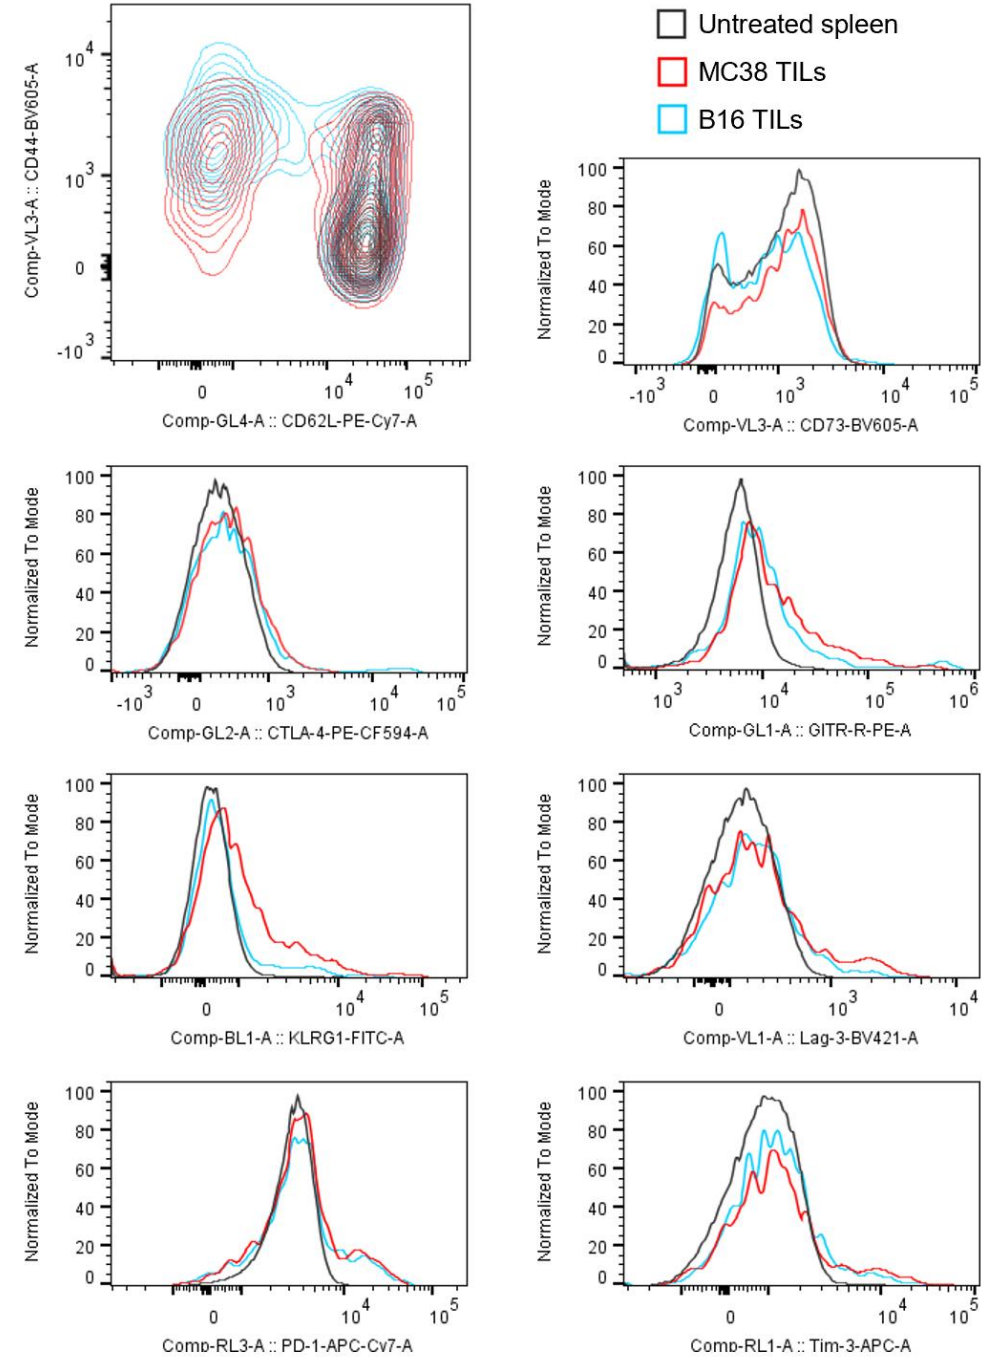 Untreated spleen
MC38 TILs
B16 TILs
Comp-VL3-A :: CD44-BV605-A
10^4
10^3
0
-10^3
0 10^4 10^5
Comp-GL4-A :: CD62L-PE-Cy7-A
Normalized To Mode
100
80
60
40
20
0
-10^3 0 10^3 10^4 10^5
Comp-VL3-A :: CD73-BV605-A
Normalized To Mode
100
80
60
40
20
0
-10^3 0 10^3 10^4 10^5
Comp-GL2-A :: CTLA-4-PE-CF594-A
Normalized To Mode
100
80
60
40
20
0
10^3 10^4 10^5 10^6
Comp-GL1-A :: GITR-R-PE-A
Normalized To Mode
100
80
60
40
20
0
0 10^4 10^5
Comp-BL1-A :: KLRG1-FITC-A
Normalized To Mode
100
80
60
40
20
0
0 10^3 10^4
Comp-VL1-A :: Lag-3-BV421-A
Normalized To Mode
100
80
60
40
20
0
0 10^4 10^5
Comp-RL3-A :: PD-1-APC-Cy7-A
Normalized To Mode
100
80
60
40
20
0
0 10^4 10^5
Comp-RL1-A :: Tim-3-APC-A